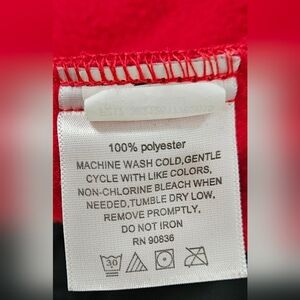 100% polyester
MACHINE WASH COLD,GENTLE
CYCLE WITH LIKE COLORS,
NON-CHLORINE BLEACH WHEN
NEEDED,TUMBLE DRY LOW,
REMOVE PROMPTLY,
DO NOT IRON
RN 90836
30